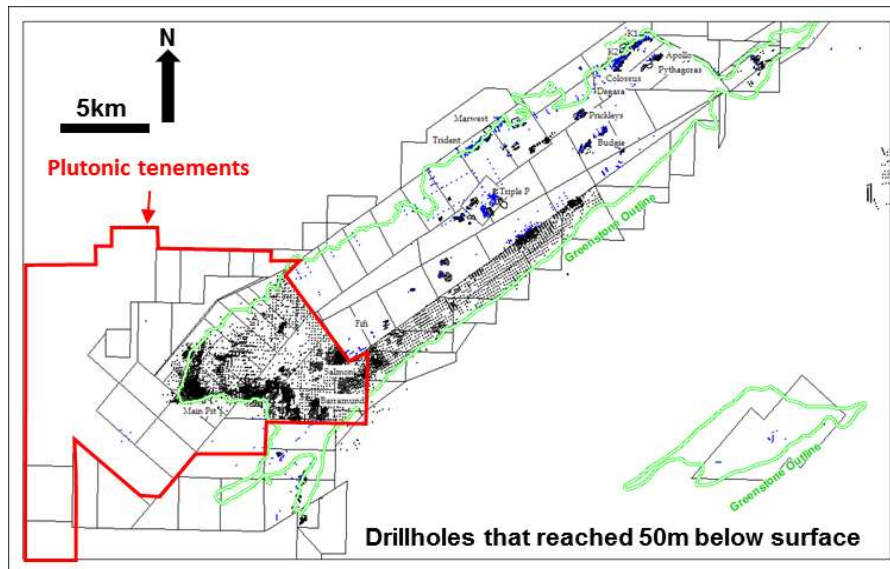 N
5km
Plutonic tenements
K1
K2
Apollo
Pythagoras
Colossus
Degara
Marwest
Trident
Prickleys
Budgie
Triple P
Greenstone Outline
Fifi
Salmon
Barramundi
Main Pit
Greenstone Outline
Drillholes that reached 50m below surface